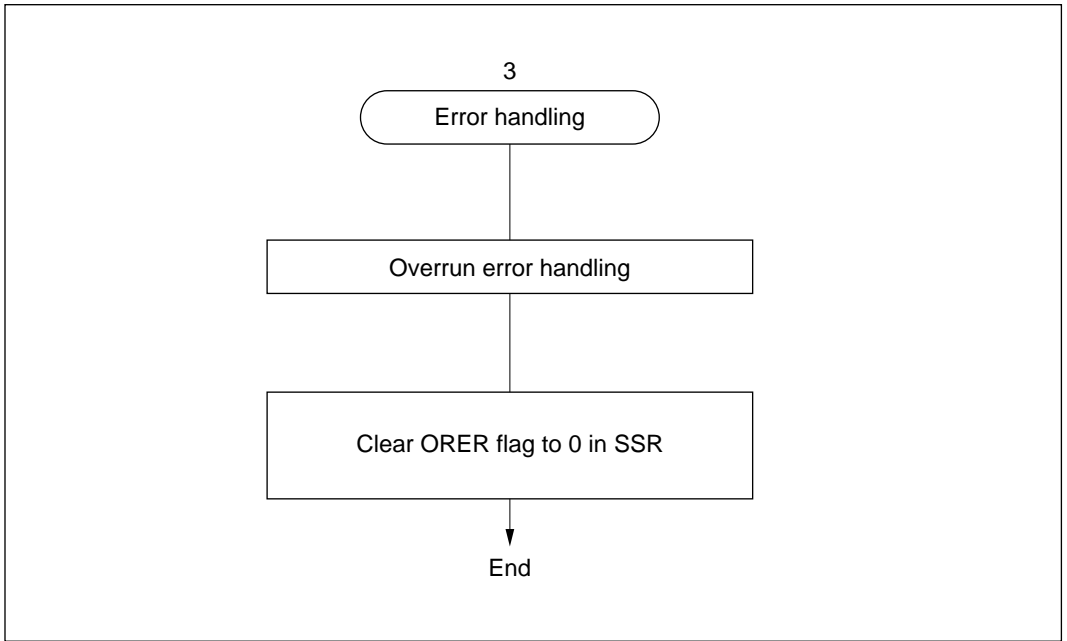 3
Error handling
Overrun error handling
Clear ORER flag to 0 in SSR
End